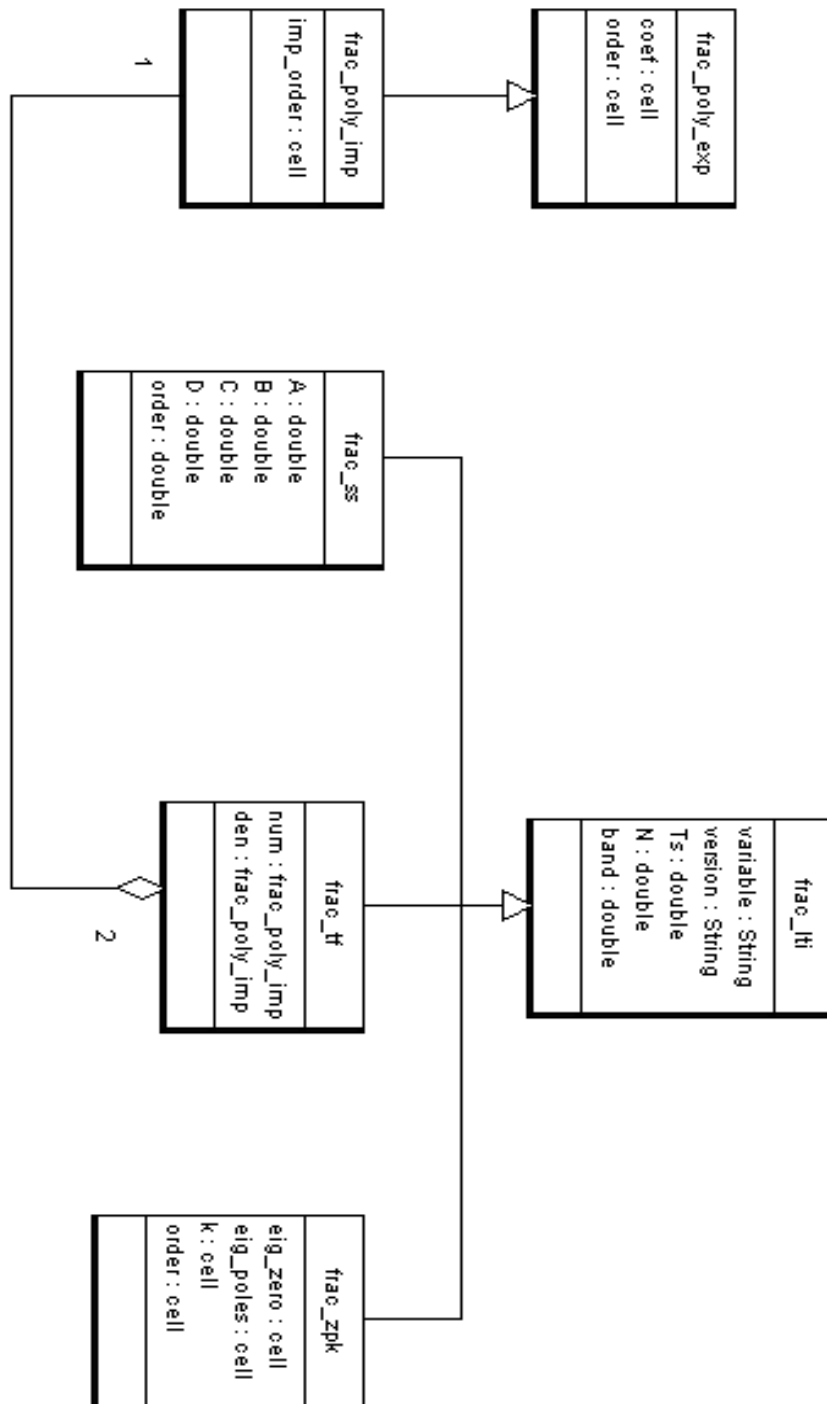 frac_poly_exp
coef : cell
order : cell
frac_lti
variable : String
version : String
Ts : double
N : double
band : double
frac_poly_imp
imp_order : cell
1
frac_ss
A : double
B : double
C : double
D : double
order : double
frac_tf
num : frac_poly_imp
den : frac_poly_imp
2
frac_zpk
eig_zero : cell
eig_poles : cell
k : cell
order : cell